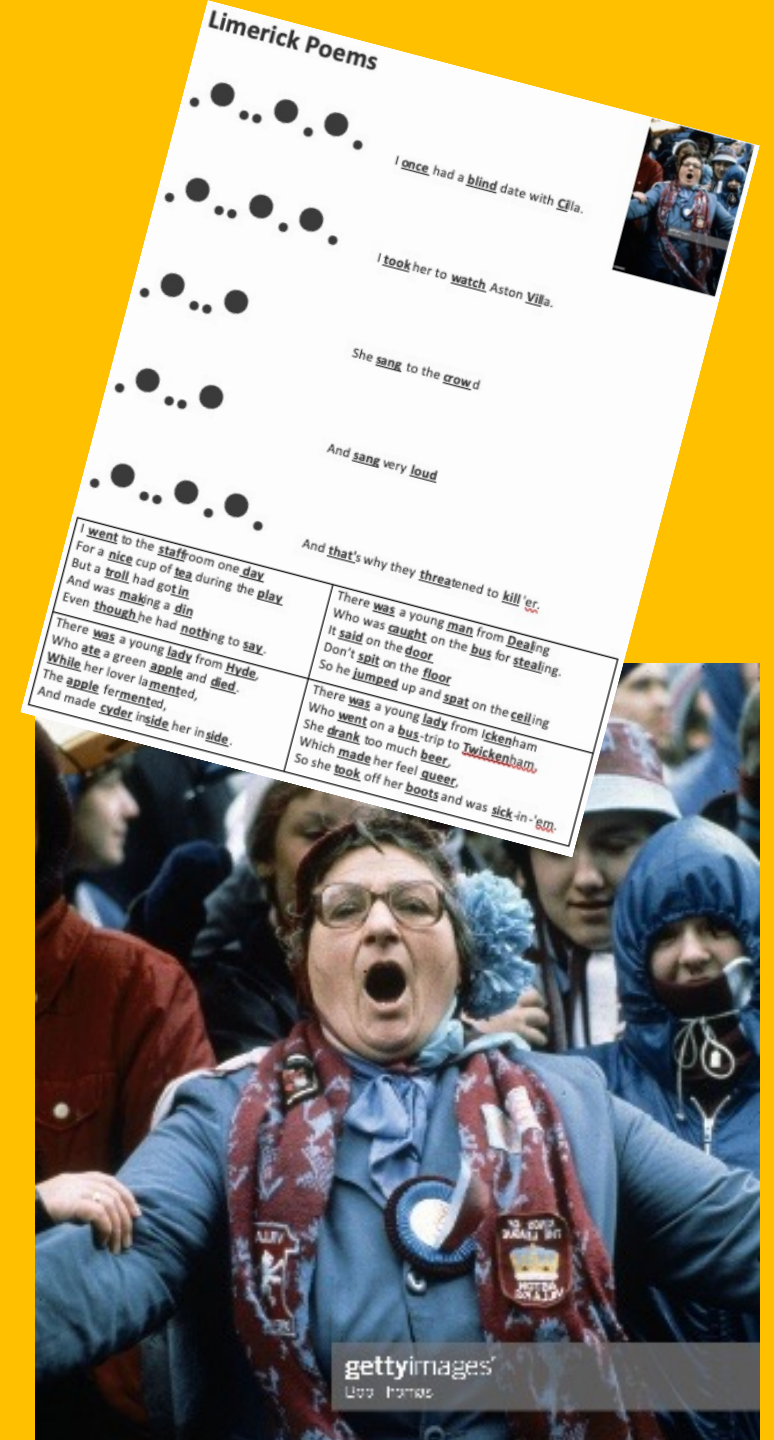 Limerick Poems
I once had a blind date with Cilla.
I took her to watch Aston Villa.
She sang to the crowd
And sang very loud
And that's why they threatened to kill 'er.
I went to the staffroom one day
For a nice cup of tea during the play
But a troll had got in
And was making a din
Even though he had nothing to say.
There was a young man from Dealing
Who was caught on the bus for stealing.
It said on the door
Don't spit on the floor
So he jumped up and spat on the ceiling
There was a young lady from Hyde,
Who ate a green apple and died.
While her lover lamented,
The apple fermented,
And made cyder inside her inside.
There was a young lady from Ickenham
Who went on a bus-trip to Twickenham,
She drank too much beer,
Which made her feel queer,
So she took off her boots and was sick-in-'em.
VILLA
gettyimages®
Bob Thomas